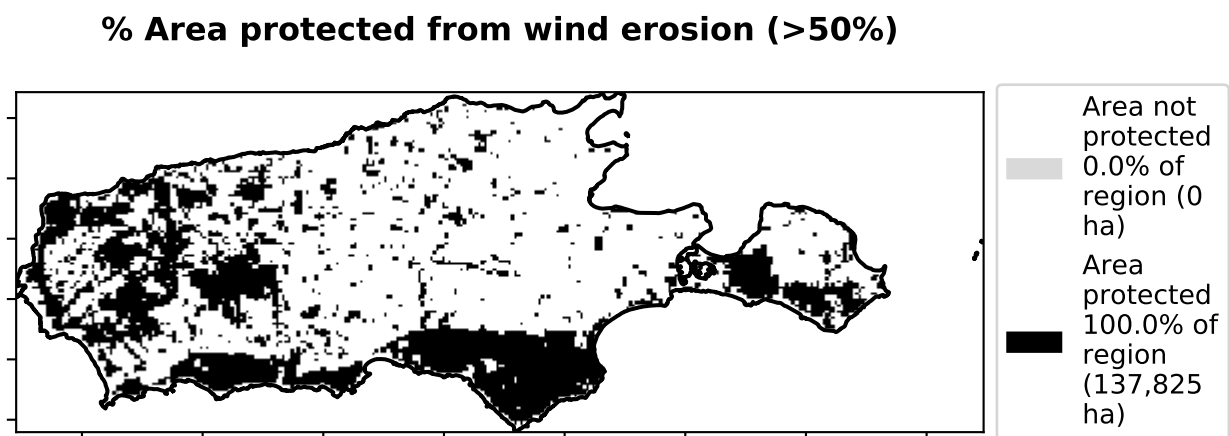 % Area protected from wind erosion (>50%)
Area not
protected
0.0% of
region (0
ha)
Area
protected
100.0% of
region
(137,825
ha)